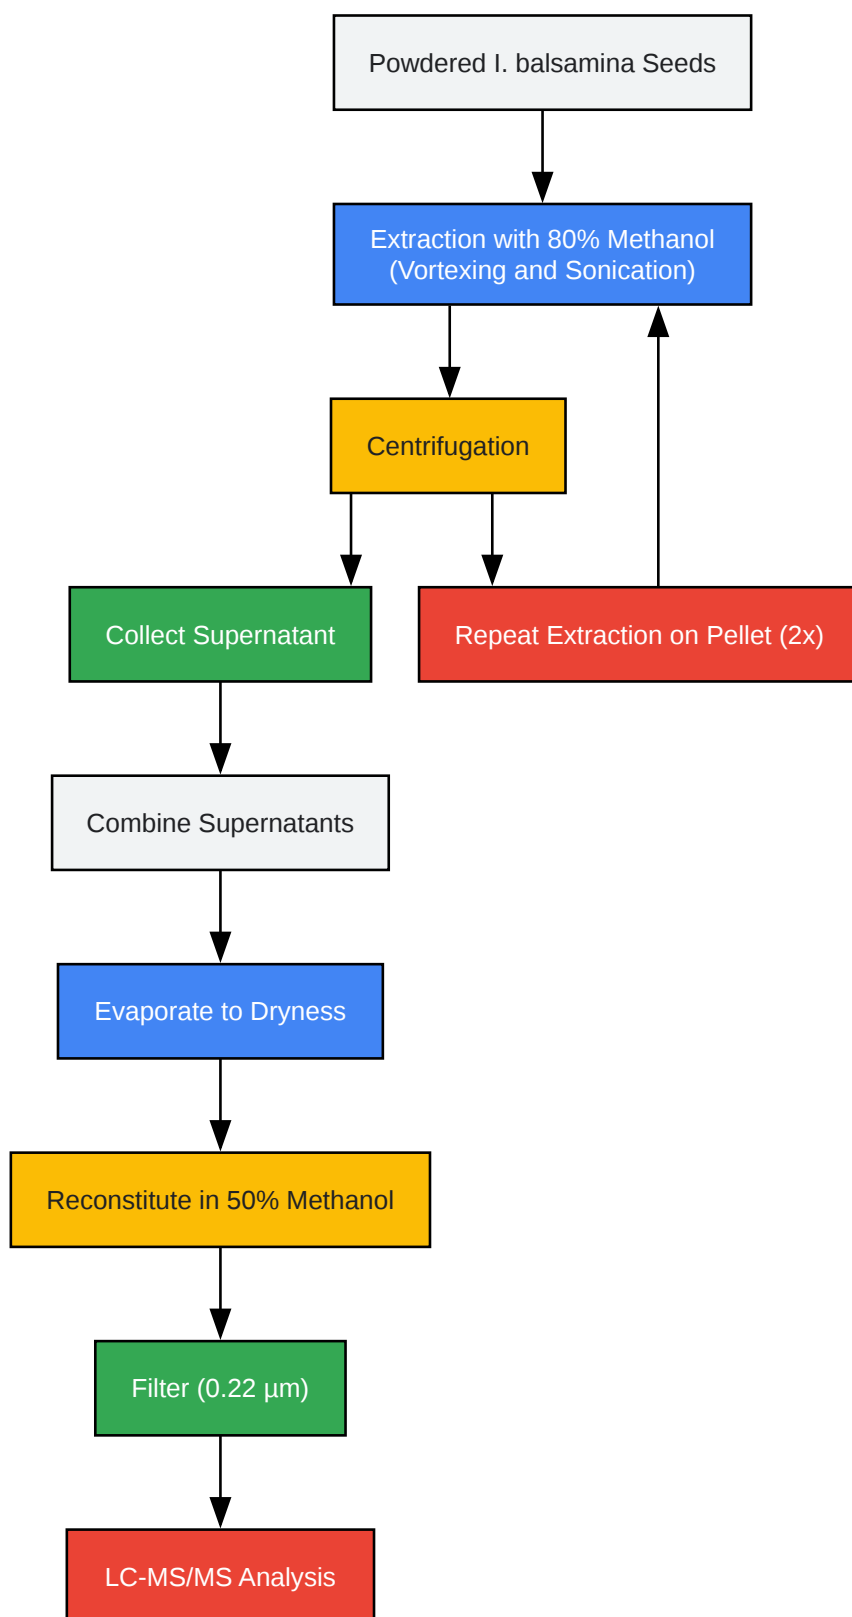 Powdered I. balsamina Seeds
Extraction with 80% Methanol
(Vortexing and Sonication)
Centrifugation
Collect Supernatant
Repeat Extraction on Pellet (2x)
Combine Supernatants
Evaporate to Dryness
Reconstitute in 50% Methanol
Filter (0.22 µm)
LC-MS/MS Analysis